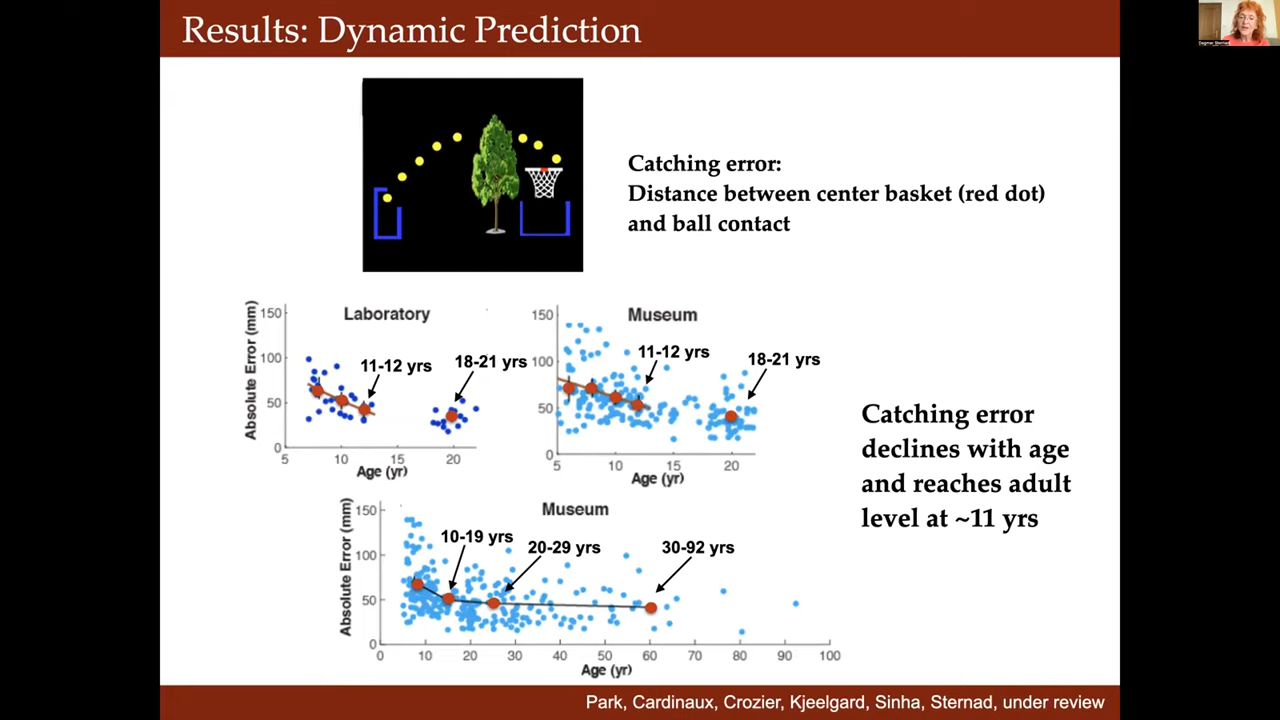 Results: Dynamic Prediction
Dagmar Sternad
Catching error:
Distance between center basket (red dot)
and ball contact
Laboratory
Absolute Error (mm)
150
100
50
0
11-12 yrs
18-21 yrs
5
10
15
20
Age (yr)
Museum
150
100
50
0
11-12 yrs
18-21 yrs
5
10
15
20
Age (yr)
Catching error
declines with age
and reaches adult
level at ~11 yrs
Museum
Absolute Error (mm)
150
100
50
0
10-19 yrs
20-29 yrs
30-92 yrs
0
10
20
30
40
50
60
70
80
90
100
Age (yr)
Park, Cardinaux, Crozier, Kjeelgard, Sinha, Sternad, under review